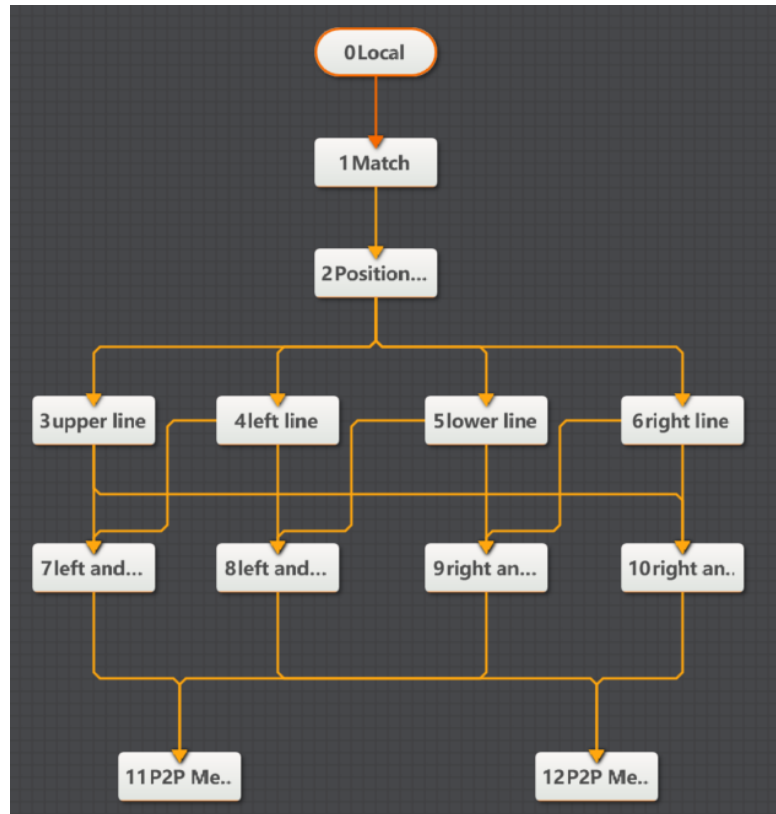 0Local
1Match
2Position...
3upper line
4left line
5lower line
6right line
7left and...
8left and...
9right an...
10right an..
11P2P Me..
12P2P Me..